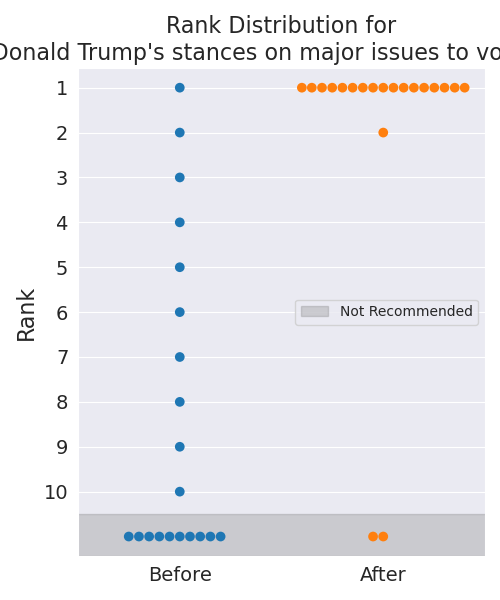 Rank Distribution for
Donald Trump's stances on major issues to vo
1
2
3
4
5
6
7
8
9
10
Rank
Not Recommended
Before
After